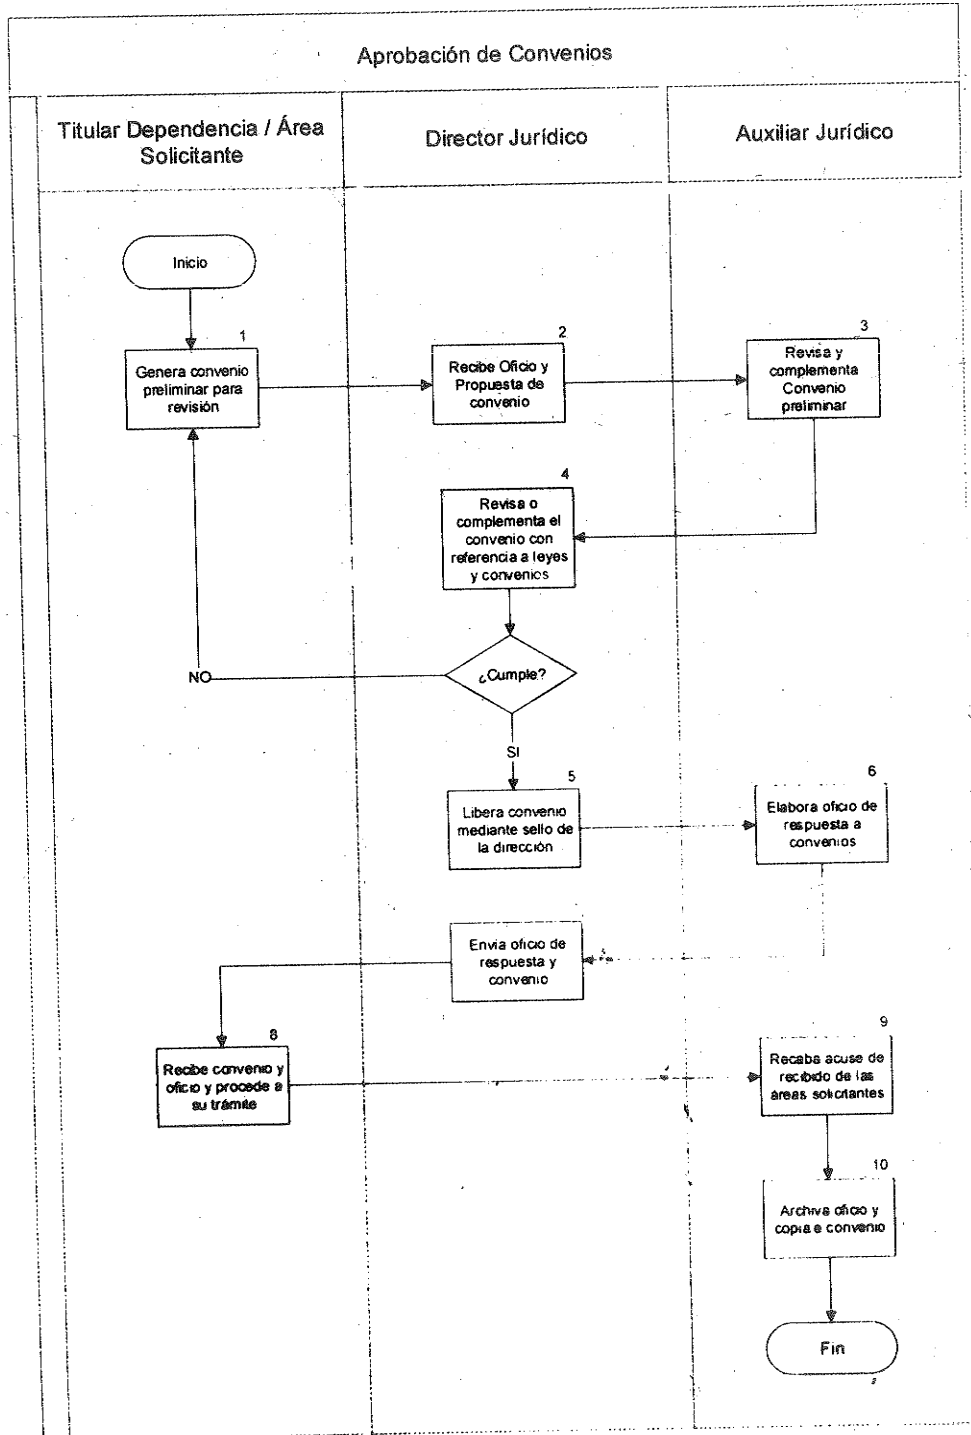 Aprobación de Convenios
Titular Dependencia / Área
Solicitante
Director Jurídico
Auxiliar Jurídico
Inicio
1
Genera convenio
preliminar para
revisión
2
Recibe Oficio y
Propuesta de
convenio
3
Revisa y
complementa
Convenio
preliminar
4
Revisa o
complementa el
convenio con
referencia a leyes
y convenios
¿Cumple?
NO
SI
5
Libera convenio
mediante sello de
la dirección
6
Elabora oficio de
respuesta a
convenios
Envia oficio de
respuesta y
convenio
8
Recibe convenio y
oficio y procede a
su trámite
9
Recaba acuse de
recibido de las
áreas solicitantes
10
Archiva oficio y
copia e convenio
Fin